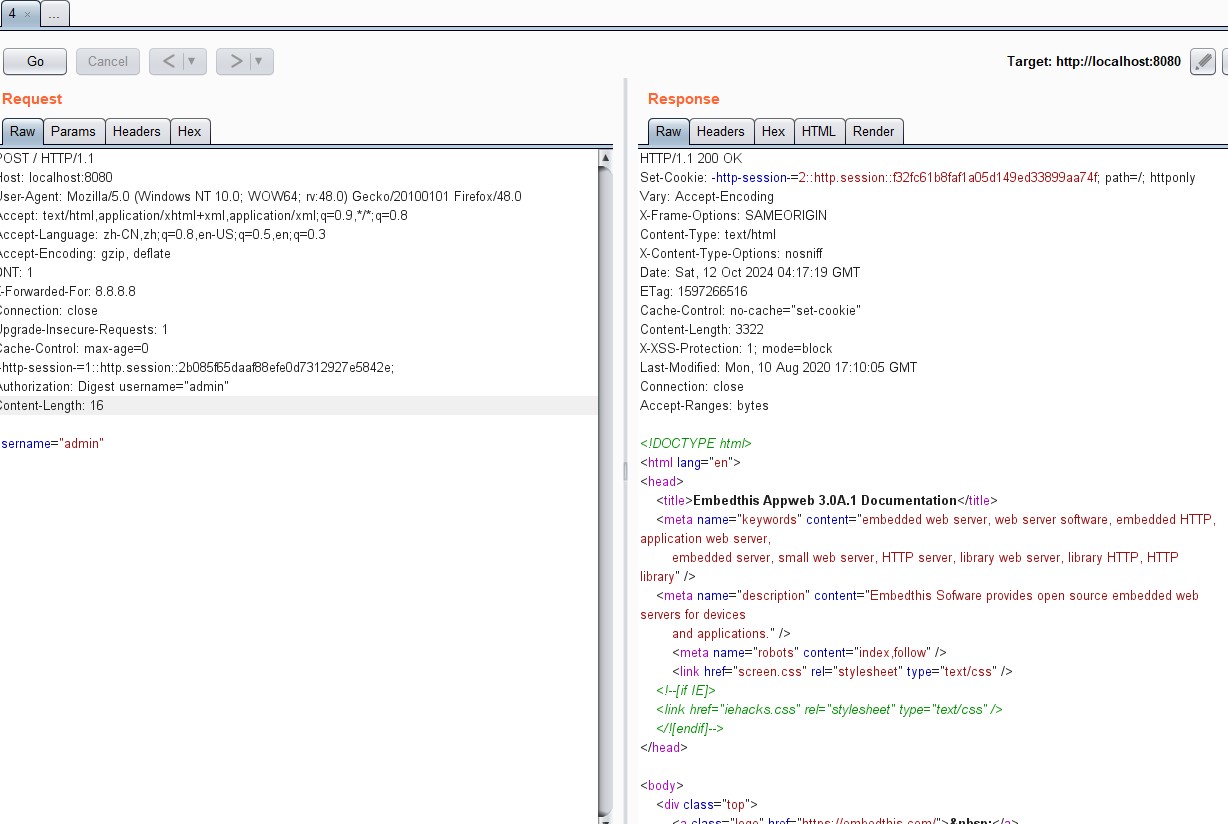 4 × ...
Go Cancel < ▼ > ▼ Target: http://localhost:8080
Request
Raw Params Headers Hex
POST / HTTP/1.1
Host: localhost:8080
User-Agent: Mozilla/5.0 (Windows NT 10.0; WOW64; rv:48.0) Gecko/20100101 Firefox/48.0
Accept: text/html,application/xhtml+xml,application/xml;q=0.9,*/*;q=0.8
Accept-Language: zh-CN,zh;q=0.8,en-US;q=0.5,en;q=0.3
Accept-Encoding: gzip, deflate
DNT: 1
X-Forwarded-For: 8.8.8.8
Connection: close
Upgrade-Insecure-Requests: 1
Cache-Control: max-age=0
-http-session-=1::http.session::2b085f65daaf88efe0d7312927e5842e;
Authorization: Digest username="admin"
Content-Length: 16
sername="admin"
Response
Raw Headers Hex HTML Render
HTTP/1.1 200 OK
Set-Cookie: -http-session-=2::http.session::f32fc61b8faf1a05d149ed33899aa74f; path=/; httponly
Vary: Accept-Encoding
X-Frame-Options: SAMEORIGIN
Content-Type: text/html
X-Content-Type-Options: nosniff
Date: Sat, 12 Oct 2024 04:17:19 GMT
ETag: 1597266516
Cache-Control: no-cache="set-cookie"
Content-Length: 3322
X-XSS-Protection: 1; mode=block
Last-Modified: Mon, 10 Aug 2020 17:10:05 GMT
Connection: close
Accept-Ranges: bytes
<!DOCTYPE html>
<html lang="en">
<head>
<title>Embedthis Appweb 3.0A.1 Documentation</title>
<meta name="keywords" content="embedded web server, web server software, embedded HTTP,
application web server,
embedded server, small web server, HTTP server, library web server, library HTTP, HTTP
library" />
<meta name="description" content="Embedthis Sofware provides open source embedded web
servers for devices
and applications." />
<meta name="robots" content="index,follow" />
<link href="screen.css" rel="stylesheet" type="text/css" />
<!--[if IE]>
<link href="iehacks.css" rel="stylesheet" type="text/css" />
</![endif]-->
</head>
<body>
<div class="top">
<a class="logo" href="https://embedthis.com/">&nbsp;</a>